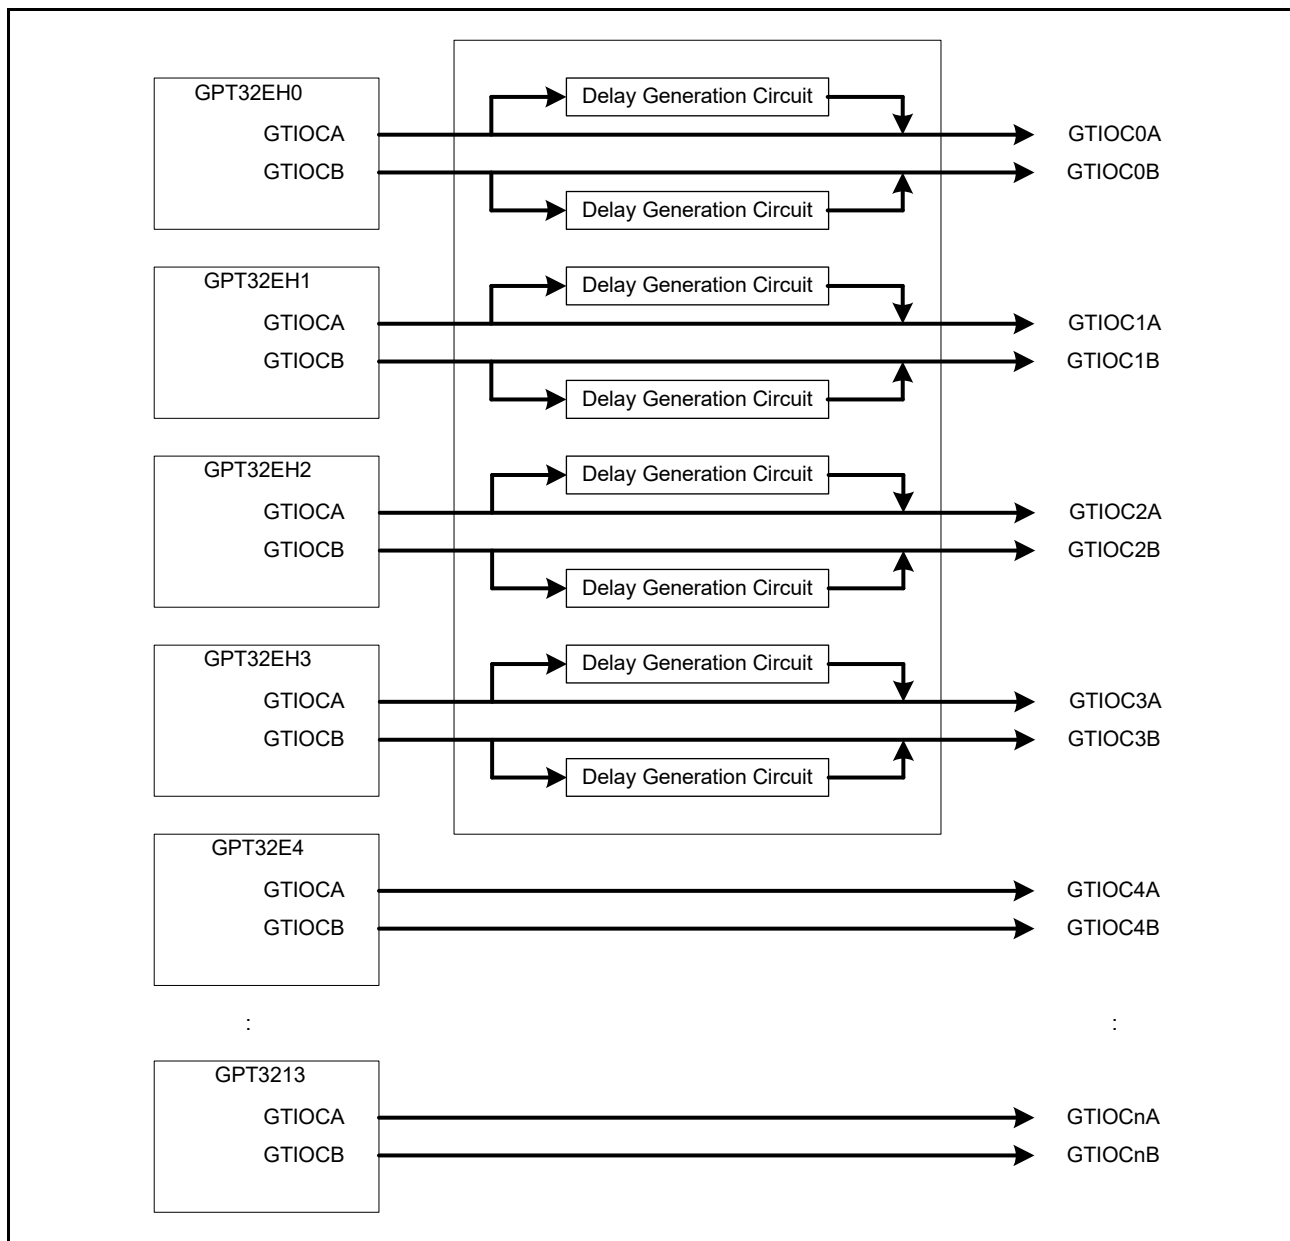 GPT32EH0
Delay Generation Circuit
GTIOCA
GTIOC0A
GTIOCB
GTIOC0B
Delay Generation Circuit
GPT32EH1
Delay Generation Circuit
GTIOCA
GTIOC1A
GTIOCB
GTIOC1B
Delay Generation Circuit
GPT32EH2
Delay Generation Circuit
GTIOCA
GTIOC2A
GTIOCB
GTIOC2B
Delay Generation Circuit
GPT32EH3
Delay Generation Circuit
GTIOCA
GTIOC3A
GTIOCB
GTIOC3B
Delay Generation Circuit
GPT32E4
GTIOCA
GTIOC4A
GTIOCB
GTIOC4B
:
:
GPT3213
GTIOCA
GTIOCnA
GTIOCB
GTIOCnB